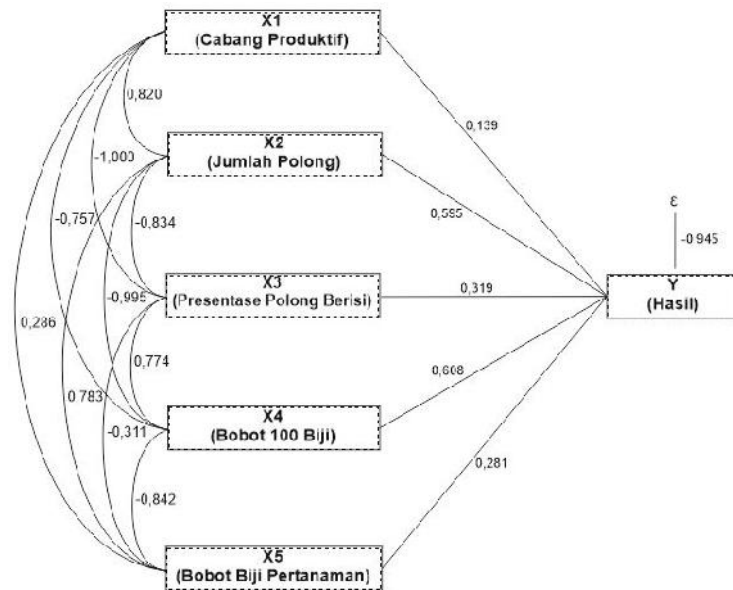 X1
(Cabang Produktif)
0,820
0,139
-1,000
X2
(Jumlah Polong)
-0,757
-0,834
0,595
ε
-0 945
X3
(Presentase Polong Berisi)
0,319
Y
(Hasil)
-0,995
0,286
0,774
0,608
0 783
-0,311
X4
(Bobot 100 Biji)
0,281
-0,842
X5
(Bobot Biji Pertanaman)